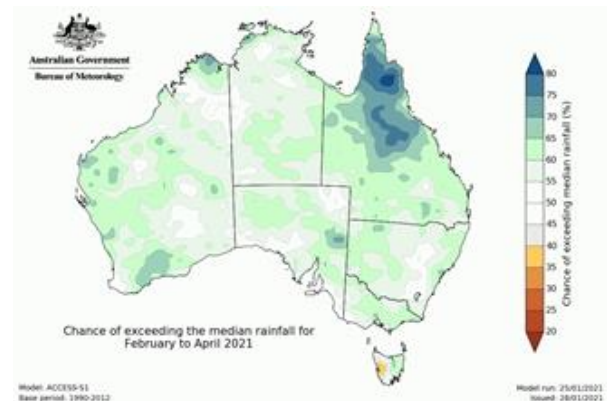 Australian Government
Bureau of Meteorology
80
75
70
65
60
55
50
45
40
35
30
25
20
Chance of exceeding median rainfall (%)
Chance of exceeding the median rainfall for
February to April 2021
Model: ACCESS-S1
Base period: 1990-2012
Model run: 25/01/2021
Issued: 28/01/2021